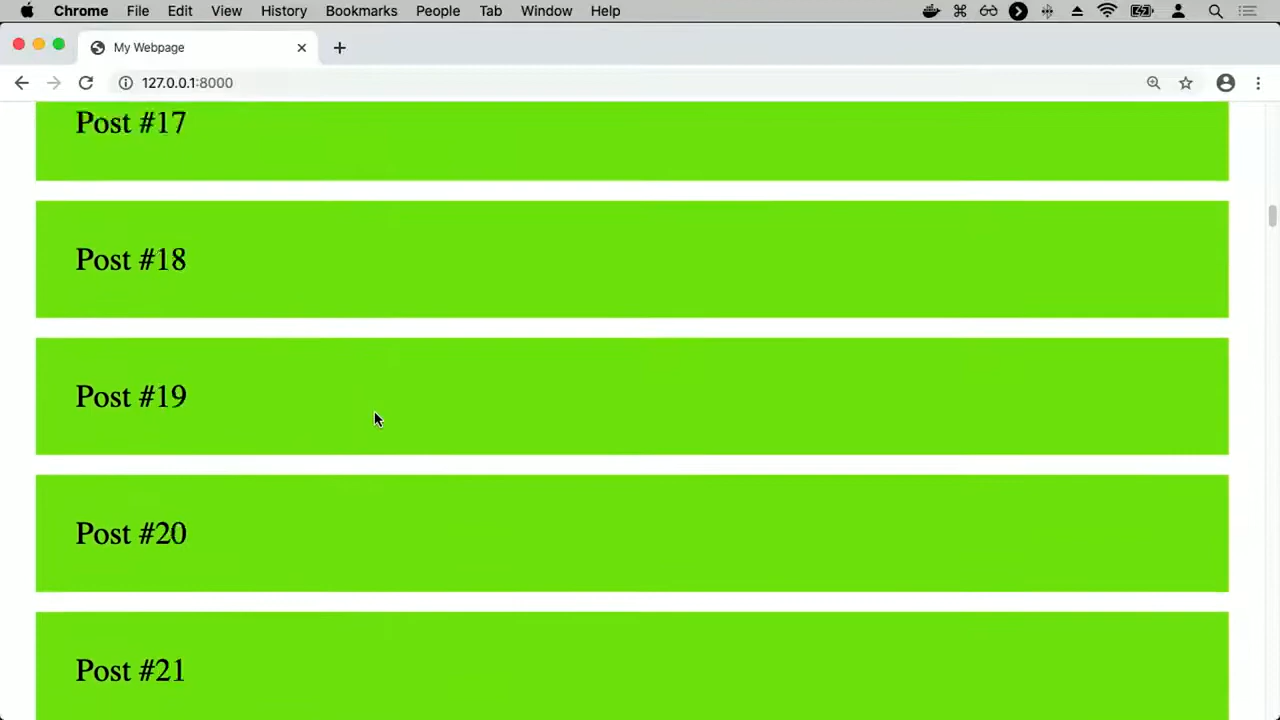 Chrome File Edit View History Bookmarks People Tab Window Help
My Webpage
127.0.0.1:8000
Post #17
Post #18
Post #19
Post #20
Post #21